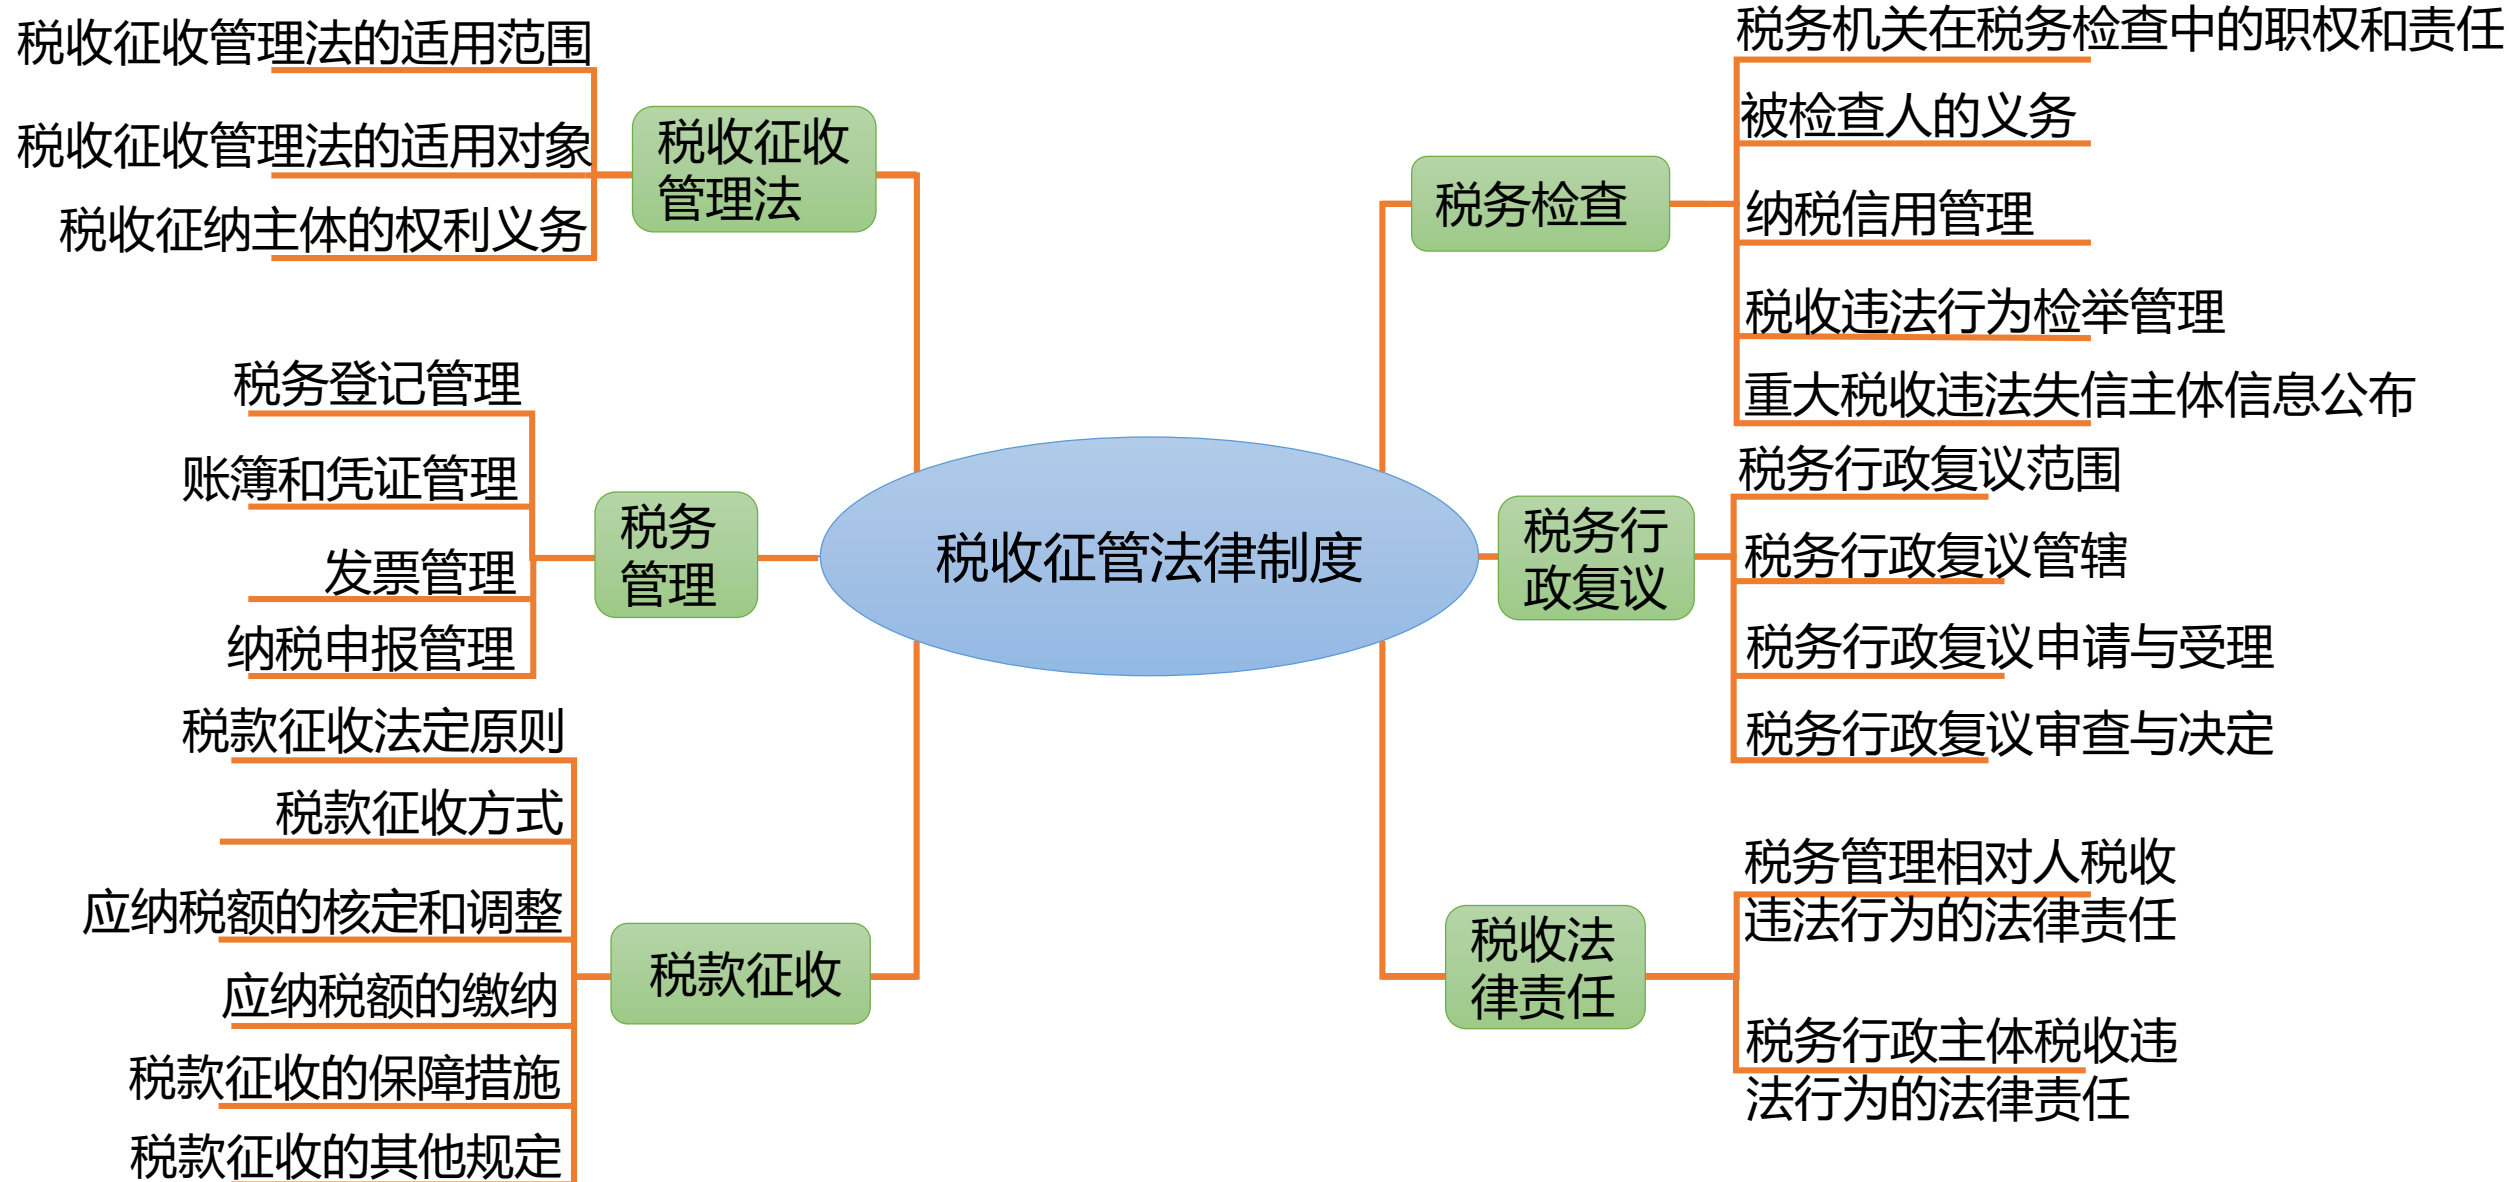 税收征收管理法的适用范围
税收征收管理法的适用对象
税收征纳主体的权利义务
税收征收
管理法
税务登记管理
账簿和凭证管理
发票管理
纳税申报管理
税务
管理
税款征收法定原则
税款征收方式
应纳税额的核定和调整
应纳税额的缴纳
税款征收的保障措施
税款征收的其他规定
税款征收
税收征管法律制度
税务检查
税务机关在税务检查中的职权和责任
被检查人的义务
纳税信用管理
税收违法行为检举管理
重大税收违法失信主体信息公布
税务行
政复议
税务行政复议范围
税务行政复议管辖
税务行政复议申请与受理
税务行政复议审查与决定
税收法
律责任
税务管理相对人税收
违法行为的法律责任
税务行政主体税收违
法行为的法律责任